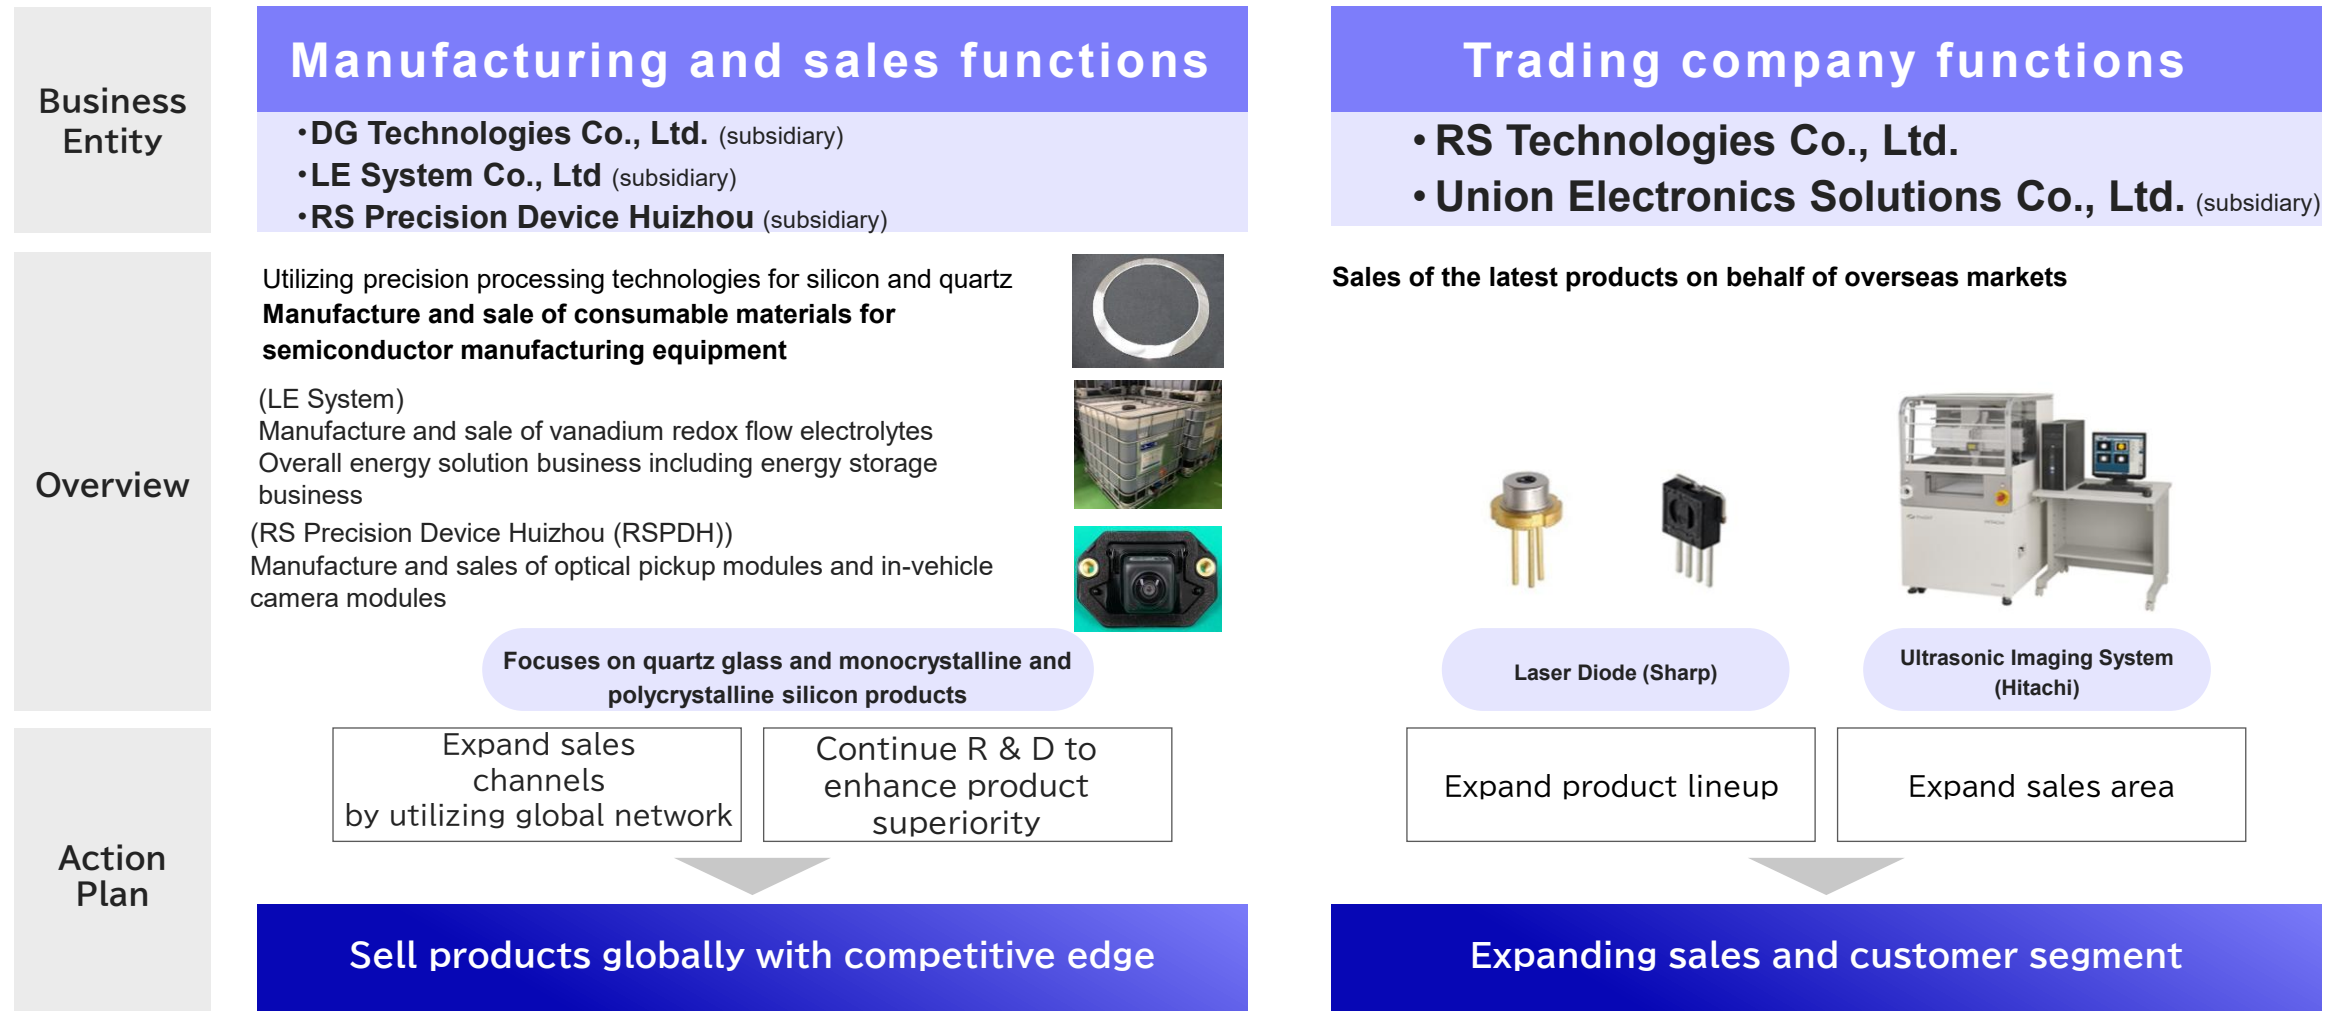 Business
Entity
Manufacturing and sales functions
・DG Technologies Co., Ltd. (subsidiary)
・LE System Co., Ltd (subsidiary)
・RS Precision Device Huizhou (subsidiary)
Trading company functions
・RS Technologies Co., Ltd.
・Union Electronics Solutions Co., Ltd. (subsidiary)
Overview
Utilizing precision processing technologies for silicon and quartz
Manufacture and sale of consumable materials for
semiconductor manufacturing equipment
(LE System)
Manufacture and sale of vanadium redox flow electrolytes
Overall energy solution business including energy storage
business
(RS Precision Device Huizhou (RSPDH))
Manufacture and sales of optical pickup modules and in-vehicle
camera modules
Focuses on quartz glass and monocrystalline and
polycrystalline silicon products
Sales of the latest products on behalf of overseas markets
Laser Diode (Sharp)
Ultrasonic Imaging System
(Hitachi)
Action
Plan
Expand sales
channels
by utilizing global network
Continue R & D to
enhance product
superiority
Sell products globally with competitive edge
Expand product lineup
Expand sales area
Expanding sales and customer segment